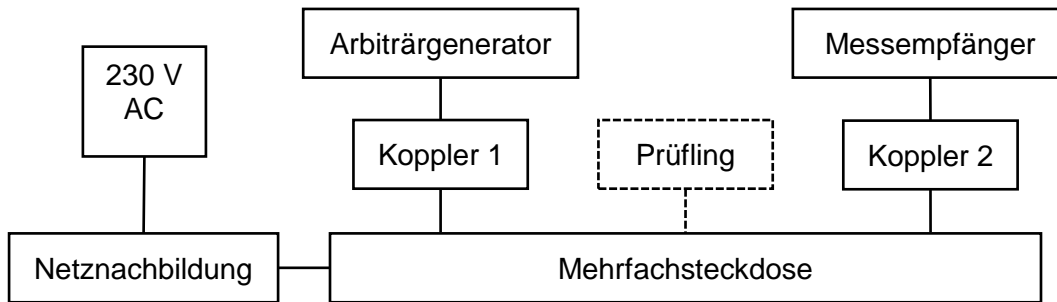 Arbiträrgenerator
Messempfänger
230 V
AC
Koppler 1
Prüfling
Koppler 2
Netznachbildung
Mehrfachsteckdose